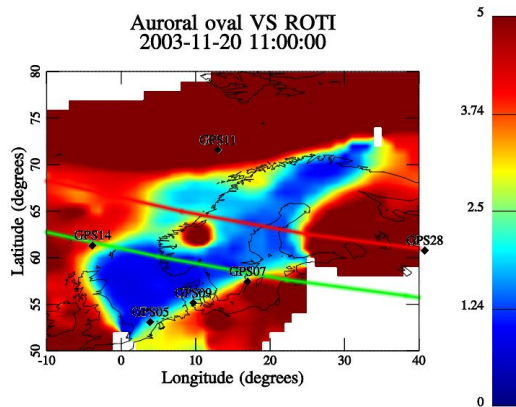 Auroral oval VS ROTI
2003-11-20 11:00:00
5
3.74
2.5
1.24
0
Latitude (degrees)
80
75
70
65
60
55
50
GPS11
GPS14
GPS28
GPS07
GPS09
GPS05
-10
0
10
20
30
40
Longitude (degrees)